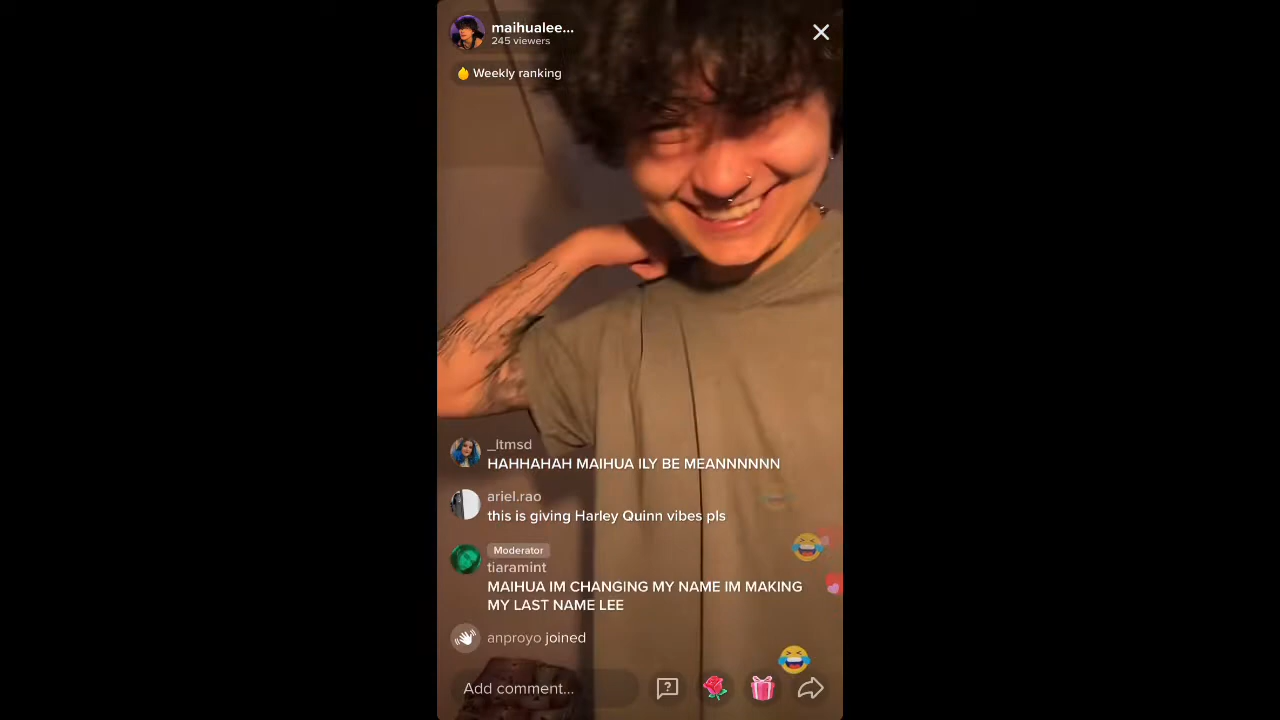 maihualee...
245 viewers
Weekly ranking
_ltmsd
HAHHAHAH MAIHUA ILY BE MEANNNNNN
ariel.rao
this is giving Harley Quinn vibes pls
Moderator
tiaramint
MAIHUA IM CHANGING MY NAME IM MAKING
MY LAST NAME LEE
anproyo joined
Add comment...